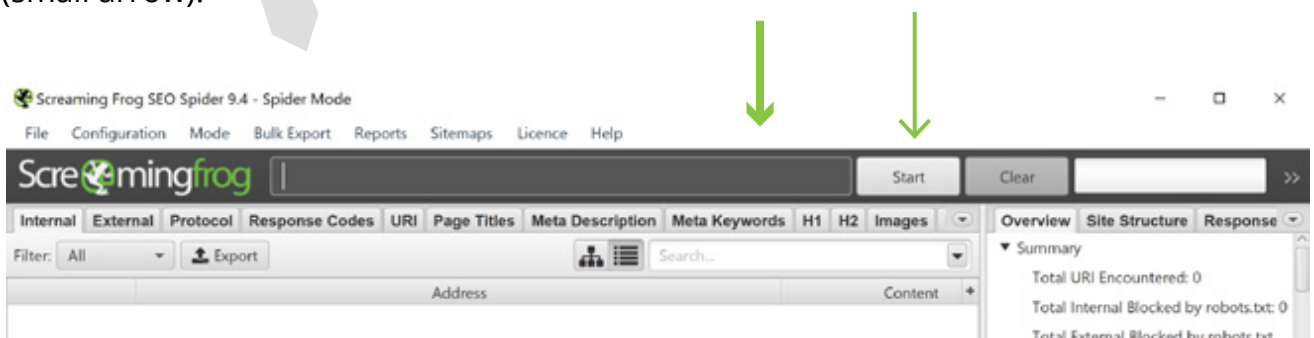 (small arrow).
Screaming Frog SEO Spider 9.4 - Spider Mode
File Configuration Mode Bulk Export Reports Sitemaps Licence Help
Screamingfrog Start Clear
Internal External Protocol Response Codes URI Page Titles Meta Description Meta Keywords H1 H2 Images Overview Site Structure Response
Filter: All Export Search... Summary
Address Content Total URI Encountered: 0
Total Internal Blocked by robots.txt: 0
Total External Blocked by robots.txt